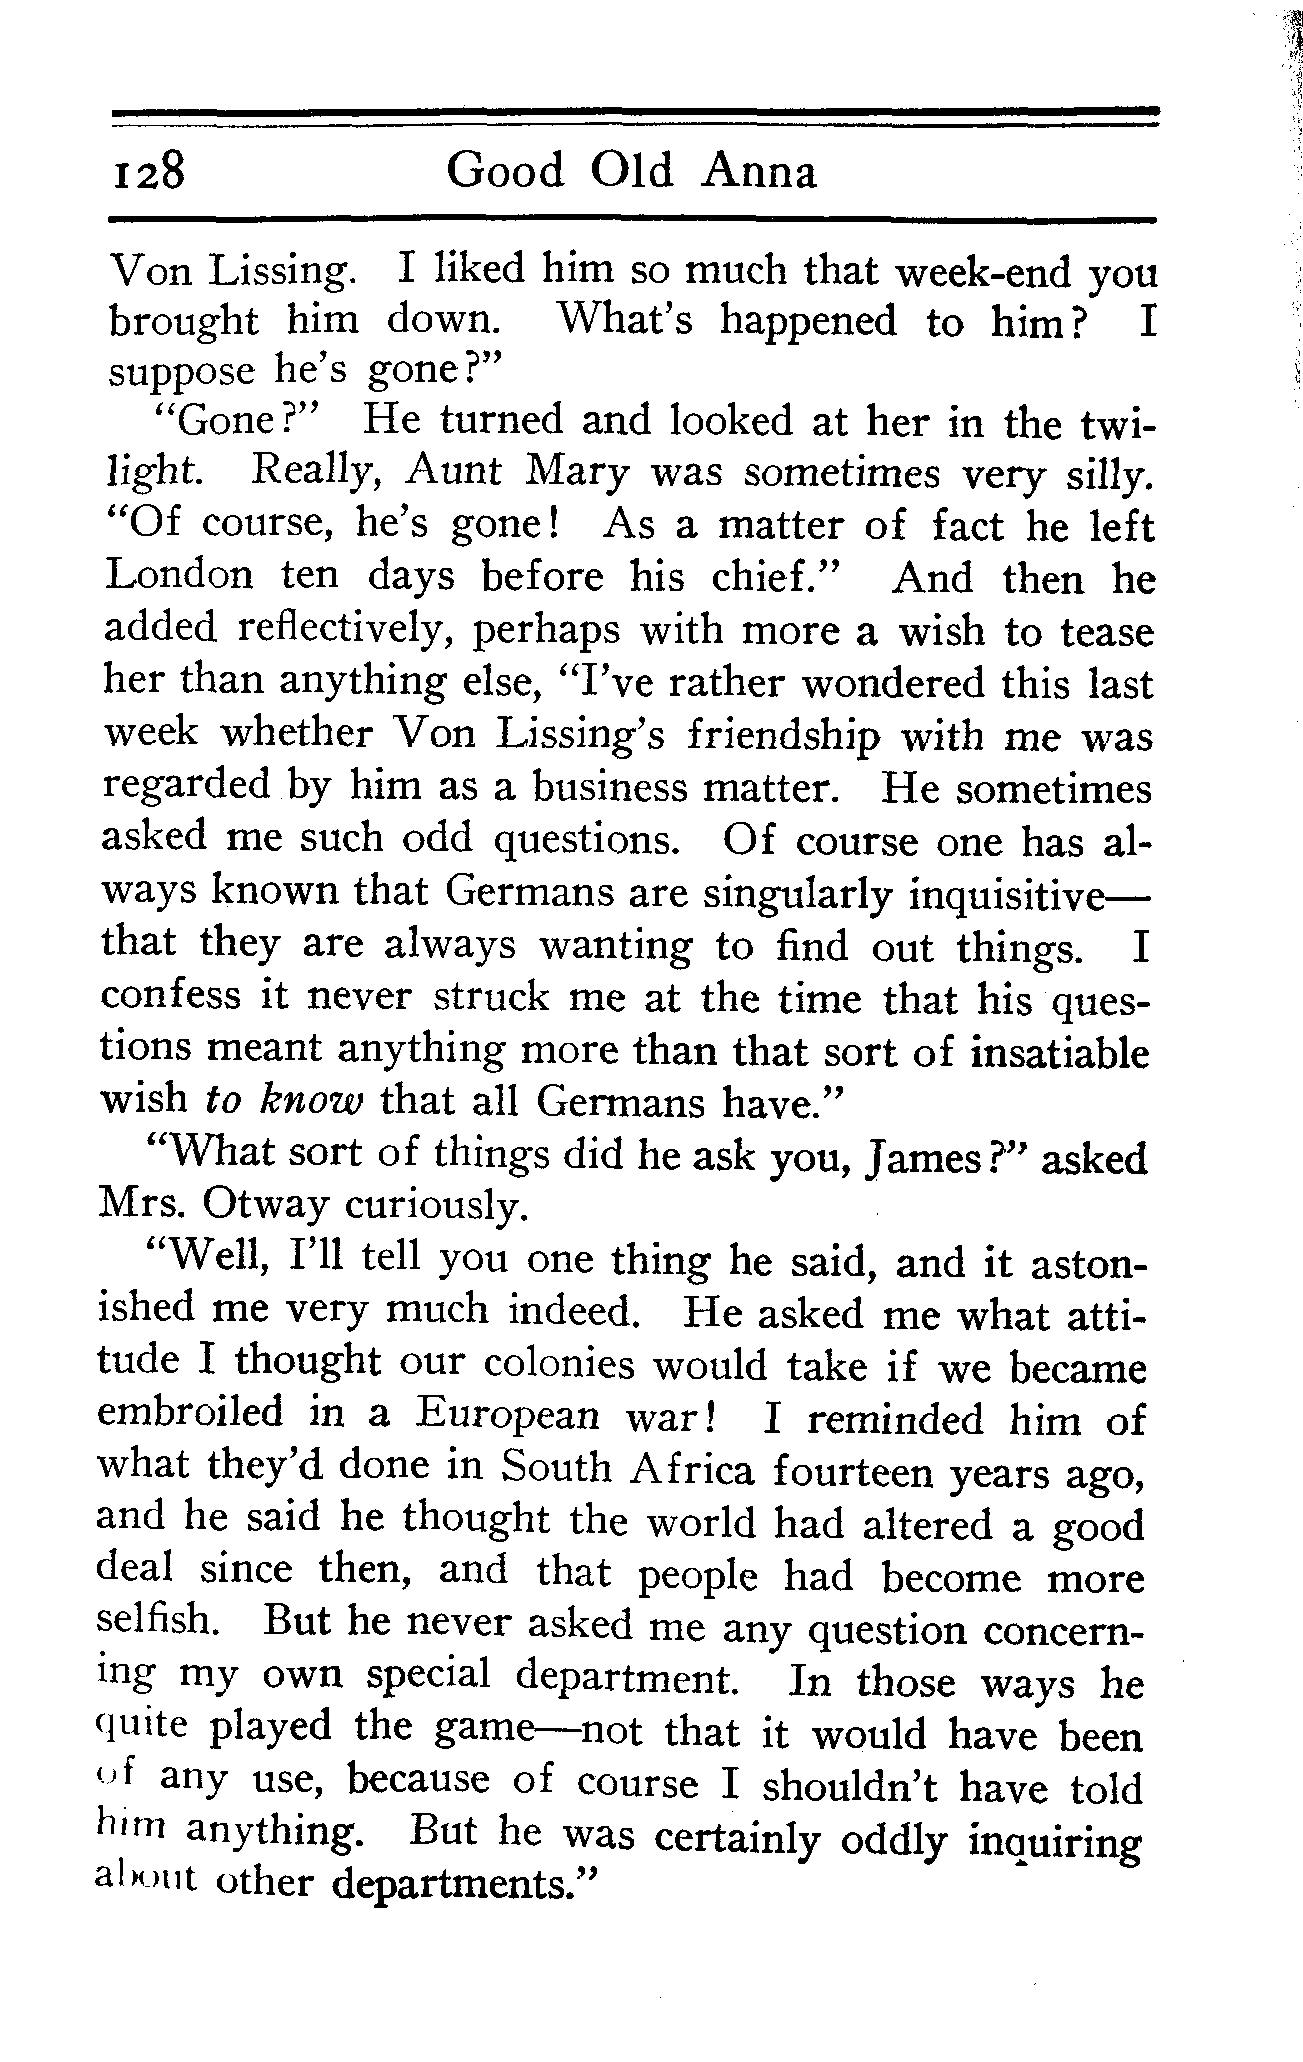 128 Good Old Anna
Von Lissing. I liked him so much that week-end you
brought him down. What's happened to him? I
suppose he's gone?"
"Gone?" He turned and looked at her in the twi-
light. Really, Aunt Mary was sometimes very silly.
"Of course, he's gone! As a matter of fact he left
London ten days before his chief." And then he
added reflectively, perhaps with more a wish to tease
her than anything else, "I've rather wondered this last
week whether Von Lissing's friendship with me was
regarded by him as a business matter. He sometimes
asked me such odd questions. Of course one has al-
ways known that Germans are singularly inquisitive—
that they are always wanting to find out things. I
confess it never struck me at the time that his ques-
tions meant anything more than that sort of insatiable
wish to know that all Germans have."
"What sort of things did he ask you, James?" asked
Mrs. Otway curiously.
"Well, I'll tell you one thing he said, and it aston-
ished me very much indeed. He asked me what atti-
tude I thought our colonies would take if we became
embroiled in a European war! I reminded him of
what they'd done in South Africa fourteen years ago,
and he said he thought the world had altered a good
deal since then, and that people had become more
selfish. But he never asked me any question concern-
ing my own special department. In those ways he
quite played the game—not that it would have been
of any use, because of course I shouldn't have told
him anything. But he was certainly oddly inquiring
about other departments."